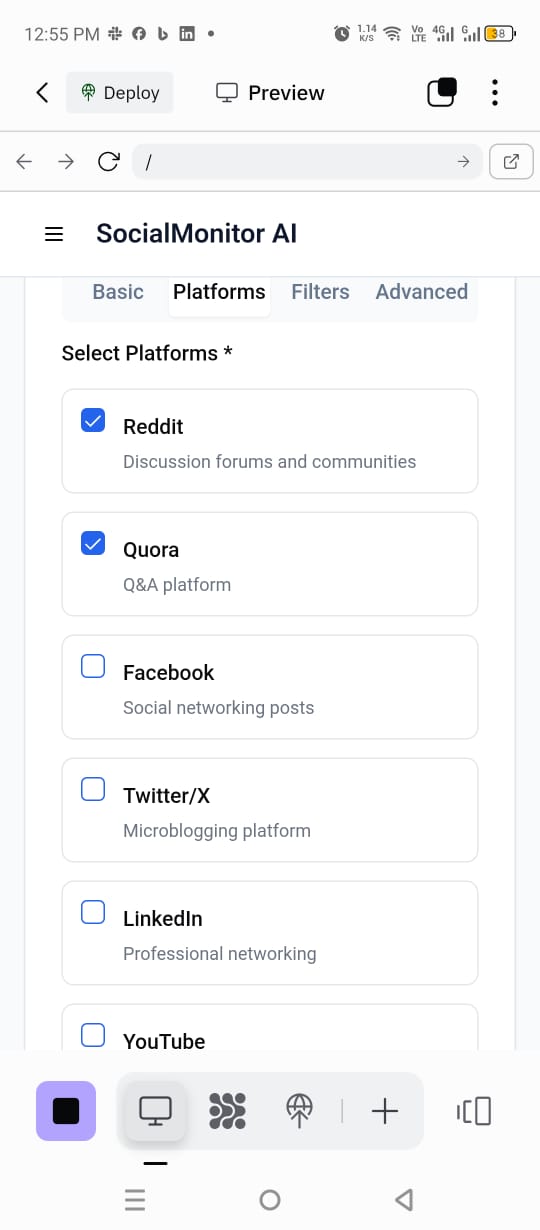 12:55 PM
1.14 K/S
Vo LTE
4G
G
38
Deploy
Preview
/
SocialMonitor AI
Basic Platforms Filters Advanced
Select Platforms *
Reddit
Discussion forums and communities
Quora
Q&A platform
Facebook
Social networking posts
Twitter/X
Microblogging platform
LinkedIn
Professional networking
YouTube